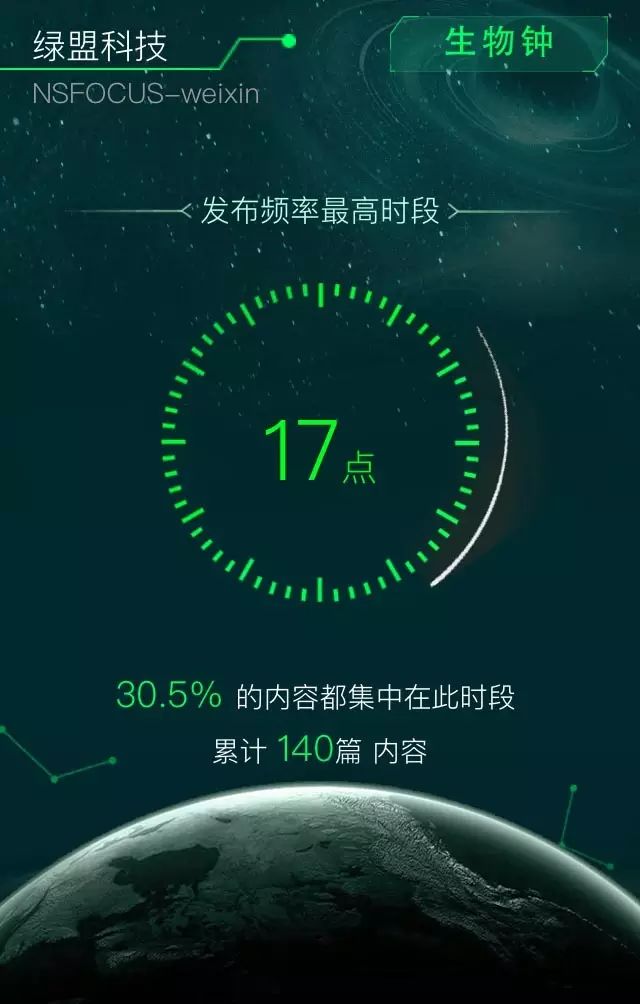 绿盟科技
生物钟
NSFOCUS-weixin
发布频率最高时段
17点
30.5% 的内容都集中在此时段
累计 140篇 内容